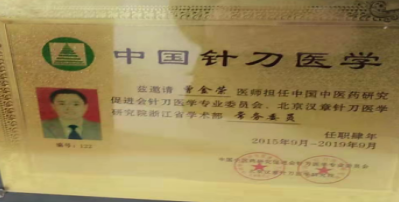 中国针刀医学
兹邀请 曹金莹 医师担任中国中医药研究
促进会针刀医学专业委员会、北京汉章针刀医学
研究院浙江省学术部 常务委员
任职肆年
2015年9月-2019年9月
编号: